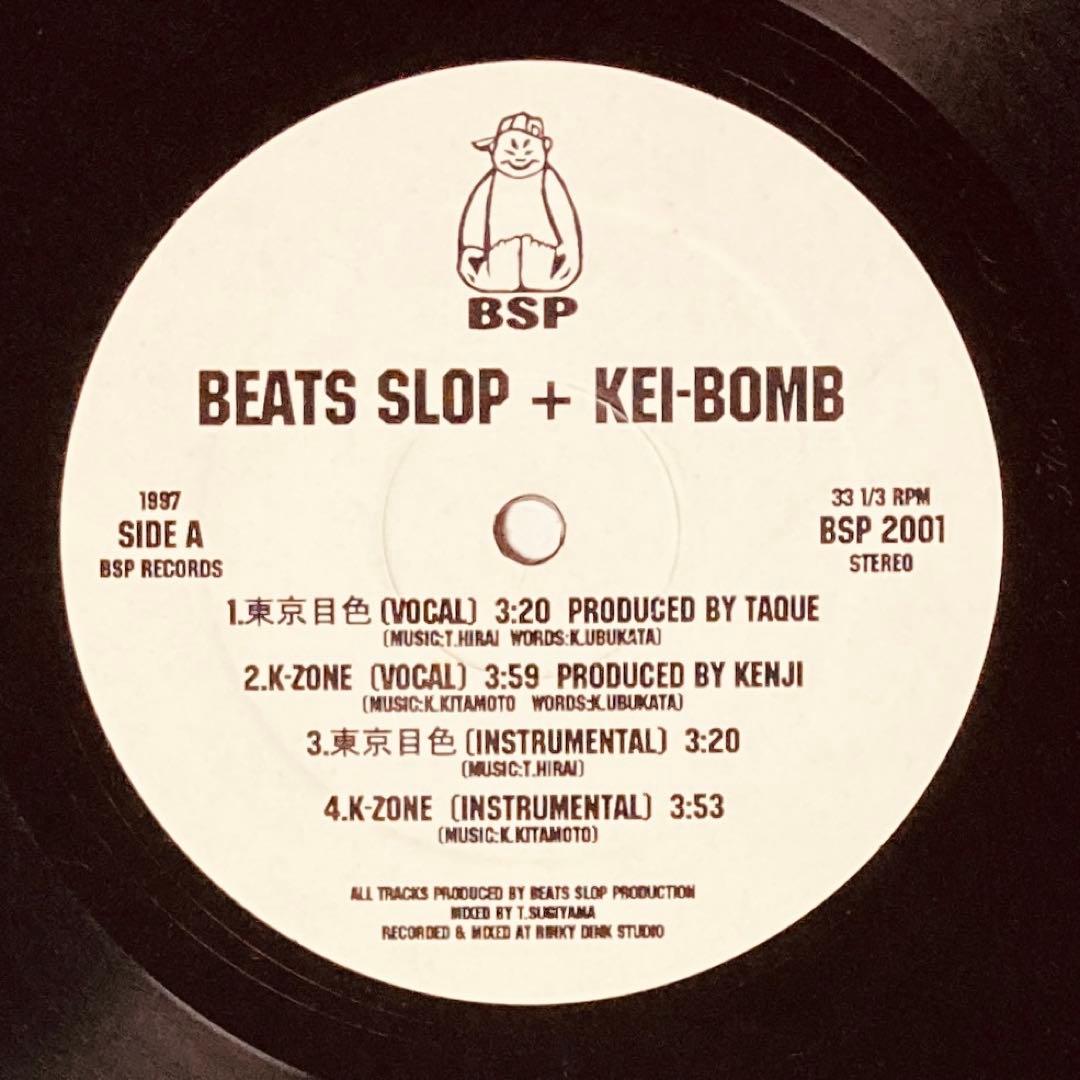 BSP
BEATS SLOP + KEI-BOMB
1997
SIDE A
BSP RECORDS
33 1/3 RPM
BSP 2001
STEREO
1.東京目色 (VOCAL) 3:20 PRODUCED BY TAQUE
(MUSIC:T.HIRAI WORDS:K.UBUKATA)
2.K-ZONE (VOCAL) 3:59 PRODUCED BY KENJI
(MUSIC:K.KITAMOTO WORDS:K.UBUKATA)
3.東京目色 (INSTRUMENTAL) 3:20
(MUSIC:T.HIRAI)
4.K-ZONE (INSTRUMENTAL) 3:53
(MUSIC:K.KITAMOTO)
ALL TRACKS PRODUCED BY BEATS SLOP PRODUCTION
MIXED BY T.SUGIYAMA
RECORDED & MIXED AT RINKY DINK STUDIO